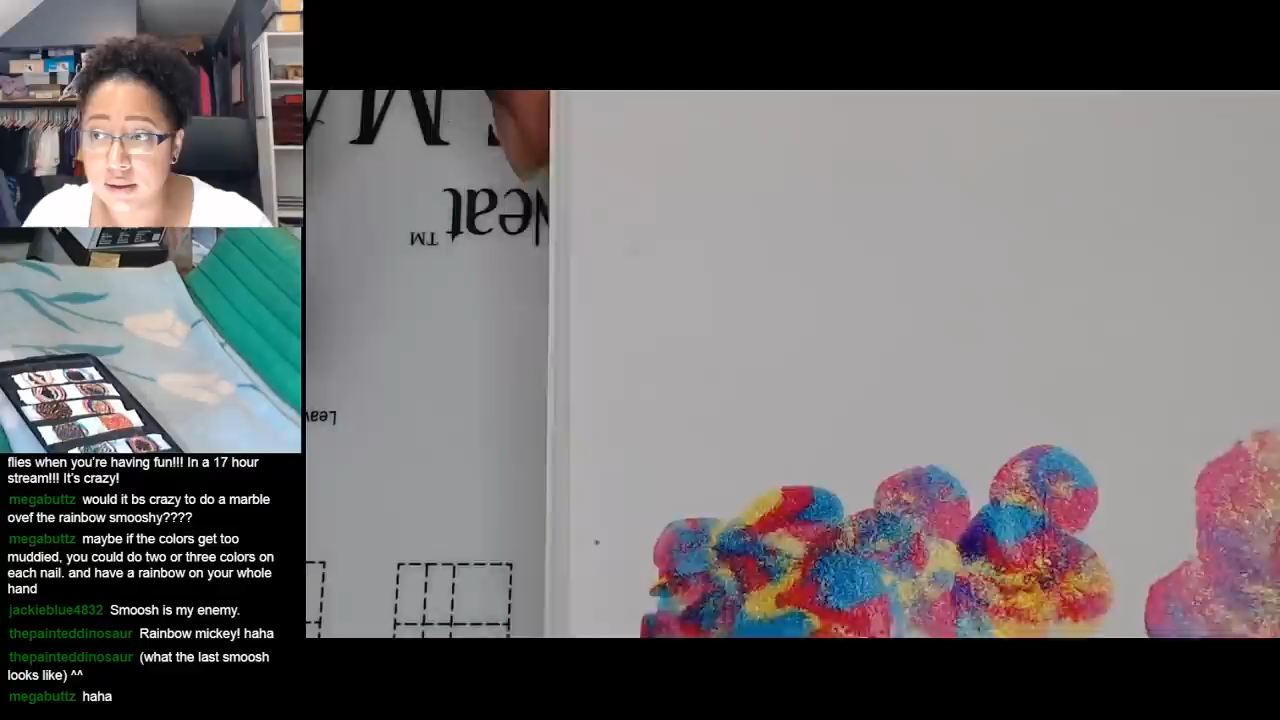 flies when you're having fun!!! In a 17 hour
stream!!! It's crazy!
megabuttz would it bs crazy to do a marble
ovef the rainbow smooshy????
megabuttz maybe if the colors get too
muddied, you could do two or three colors on
each nail. and have a rainbow on your whole
hand
jackieblue4832 Smoosh is my enemy.
thepainteddinosaur Rainbow mickey! haha
thepainteddinosaur (what the last smoosh
looks like) ^^
megabuttz haha
Neat™
Leav